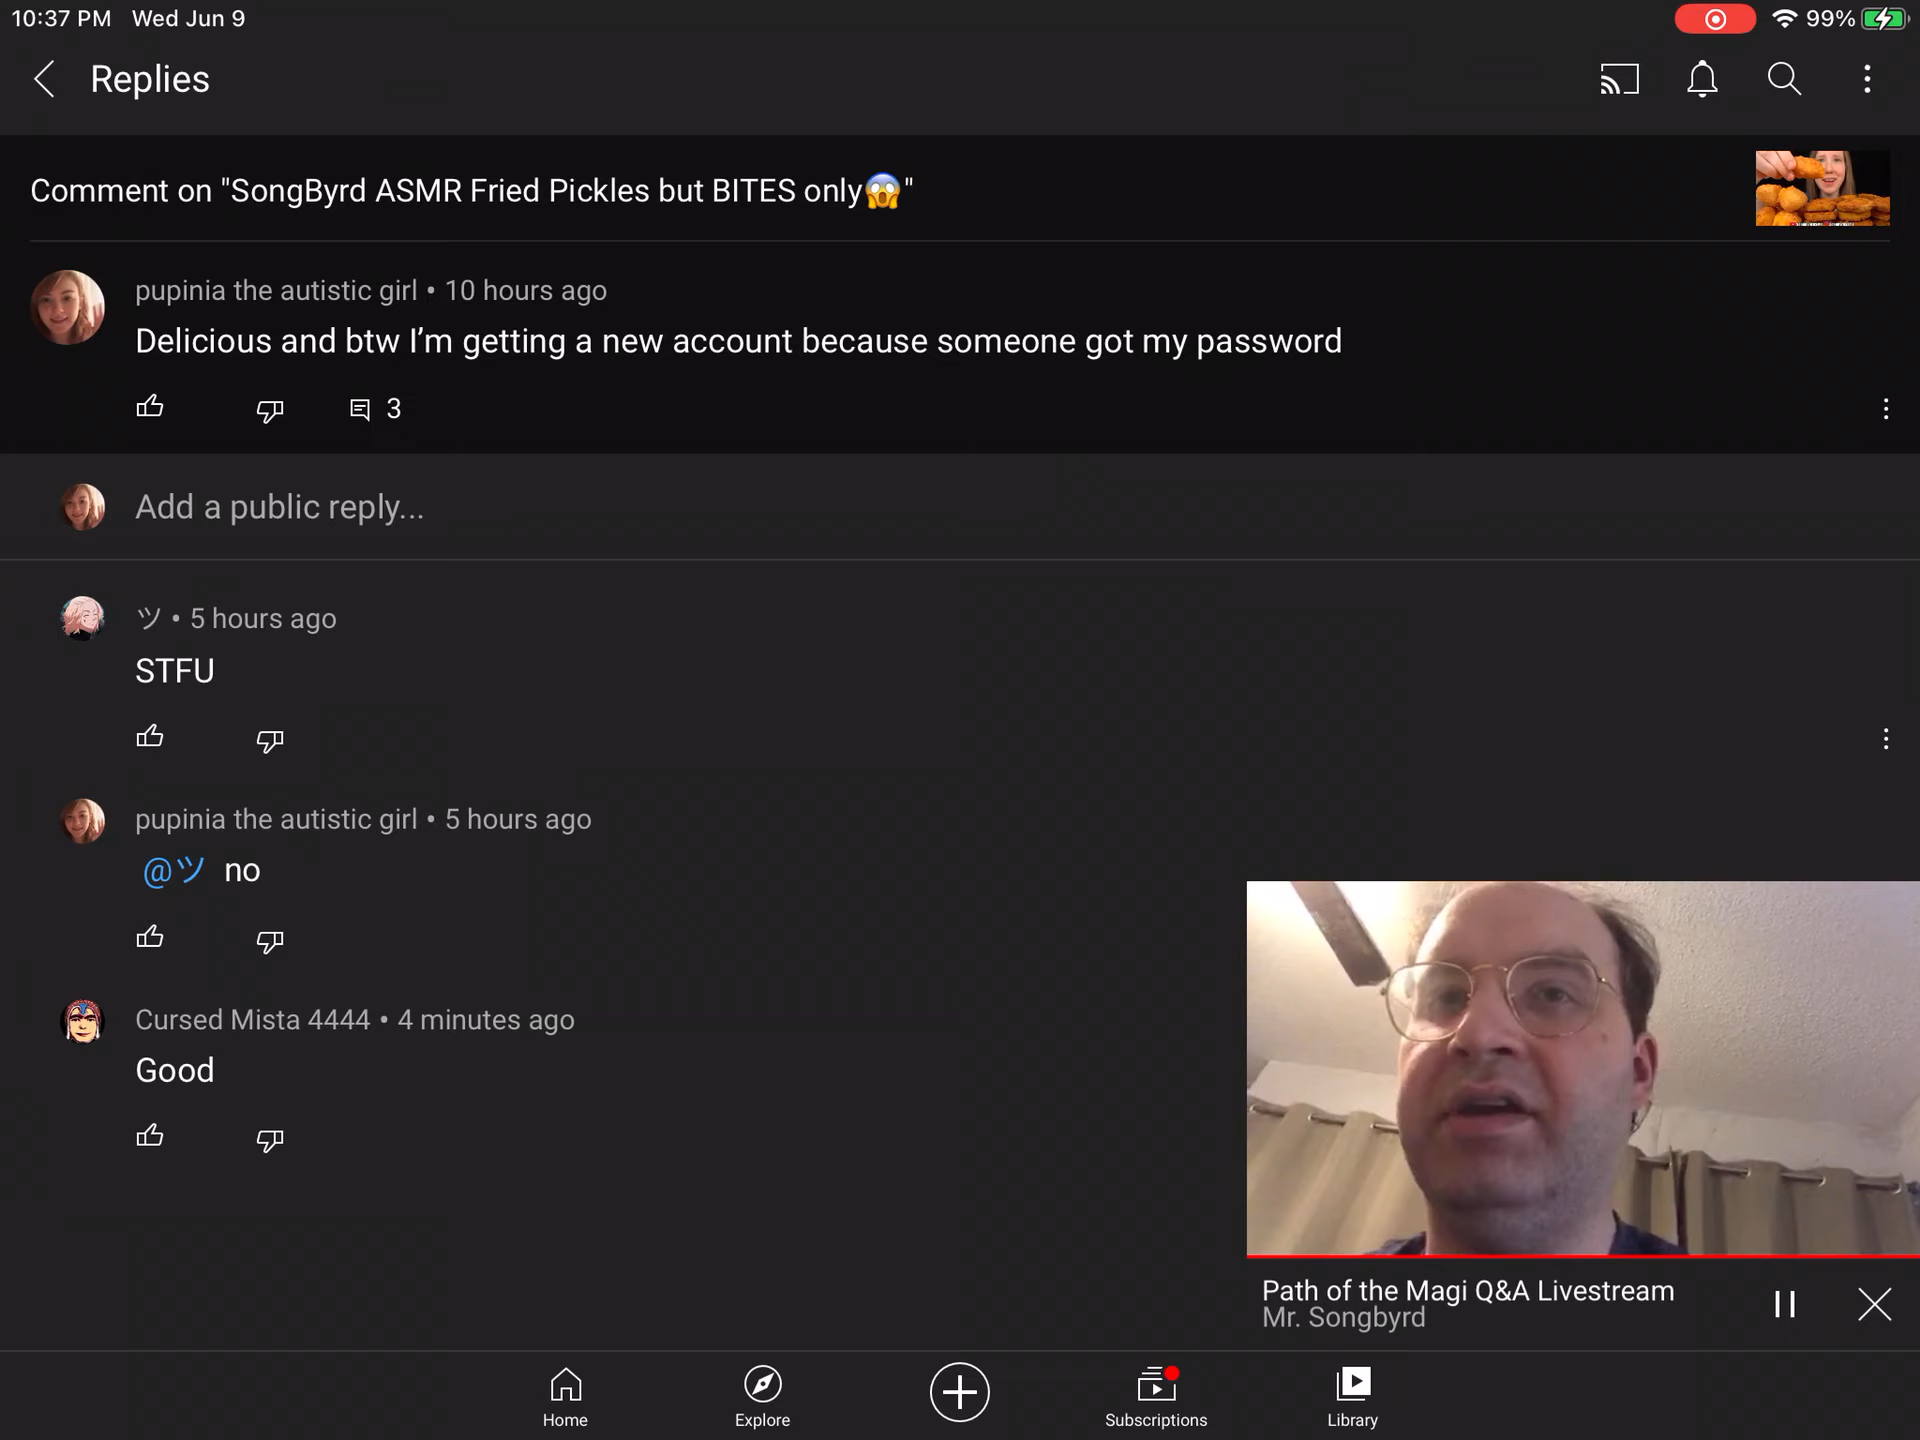 10:37 PM Wed Jun 9
99%
Replies
Comment on "SongByrd ASMR Fried Pickles but BITES only😱"
pupinia the autistic girl • 10 hours ago
Delicious and btw I'm getting a new account because someone got my password
3
Add a public reply...
ツ • 5 hours ago
STFU
pupinia the autistic girl • 5 hours ago
@ツ no
Cursed Mista 4444 • 4 minutes ago
Good
Path of the Magi Q&A Livestream
Mr. Songbyrd
Home
Explore
Subscriptions
Library